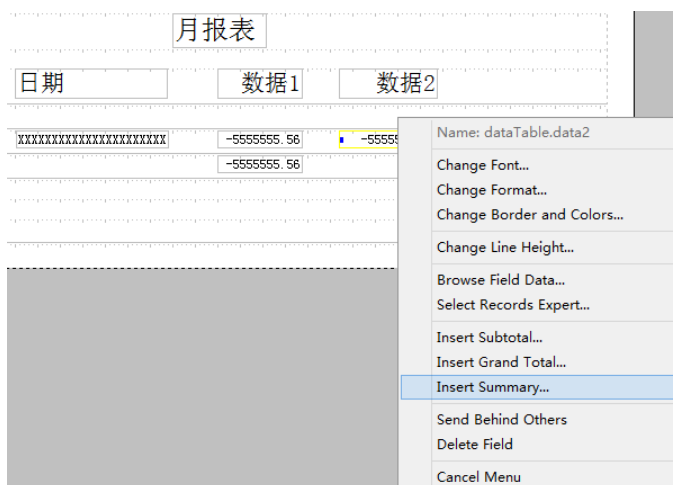 月报表
日期 数据1 数据2
XXXXXXXXXXXXXXXXXXXXXX -5555555.56 -5555
-5555555.56
Name: dataTable.data2
Change Font...
Change Format...
Change Border and Colors...
Change Line Height...
Browse Field Data...
Select Records Expert...
Insert Subtotal...
Insert Grand Total...
Insert Summary...
Send Behind Others
Delete Field
Cancel Menu